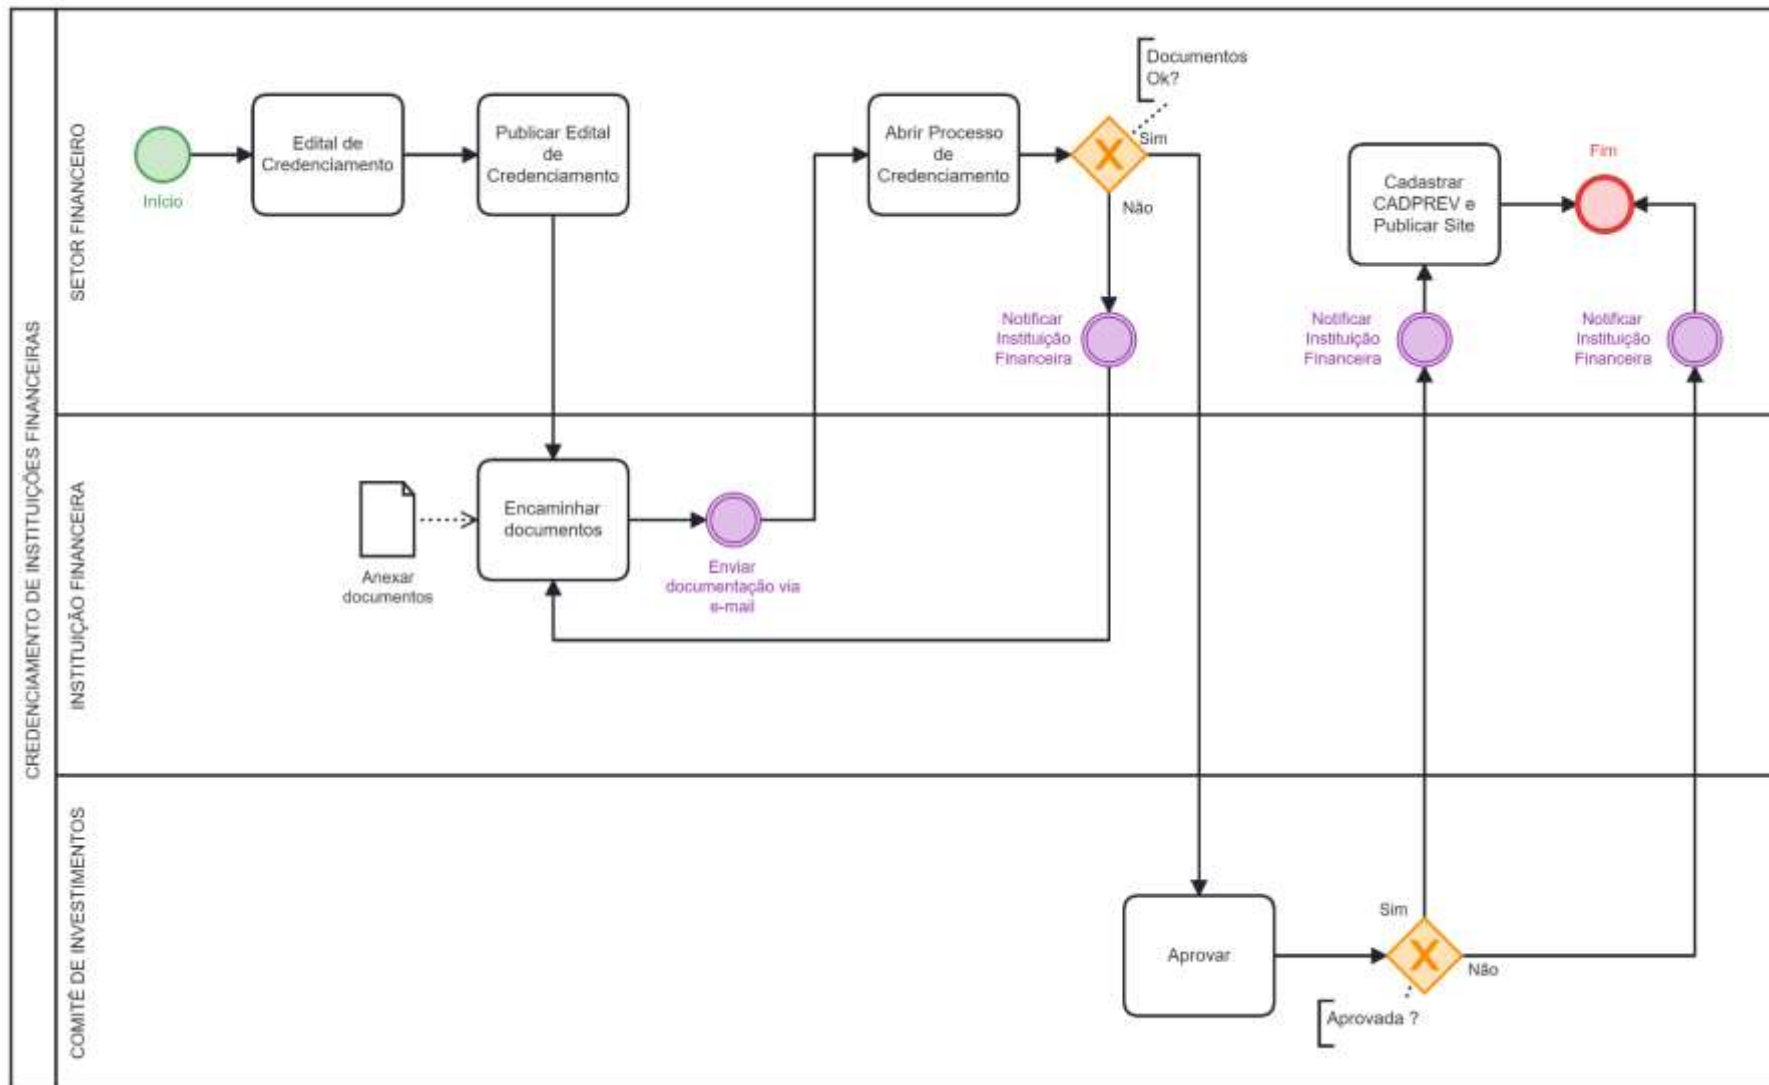 CREDENCIAMENTO DE INSTITUIÇÕES FINANCEIRAS
SETOR FINANCEIRO
Início
Edital de
Credenciamento
Publicar Edital
de
Credenciamento
Abrir Processo
de
Credenciamento
Documentos
Ok?
Sim
Não
Notificar
Instituição
Financeira
Cadastrar
CADPREV e
Publicar Site
Fim
Notificar
Instituição
Financeira
Notificar
Instituição
Financeira
INSTITUIÇÃO FINANCEIRA
Anexar
documentos
Encaminhar
documentos
Enviar
documentação via
e-mail
COMITÊ DE INVESTIMENTOS
Aprovar
Sim
Não
Aprovada ?